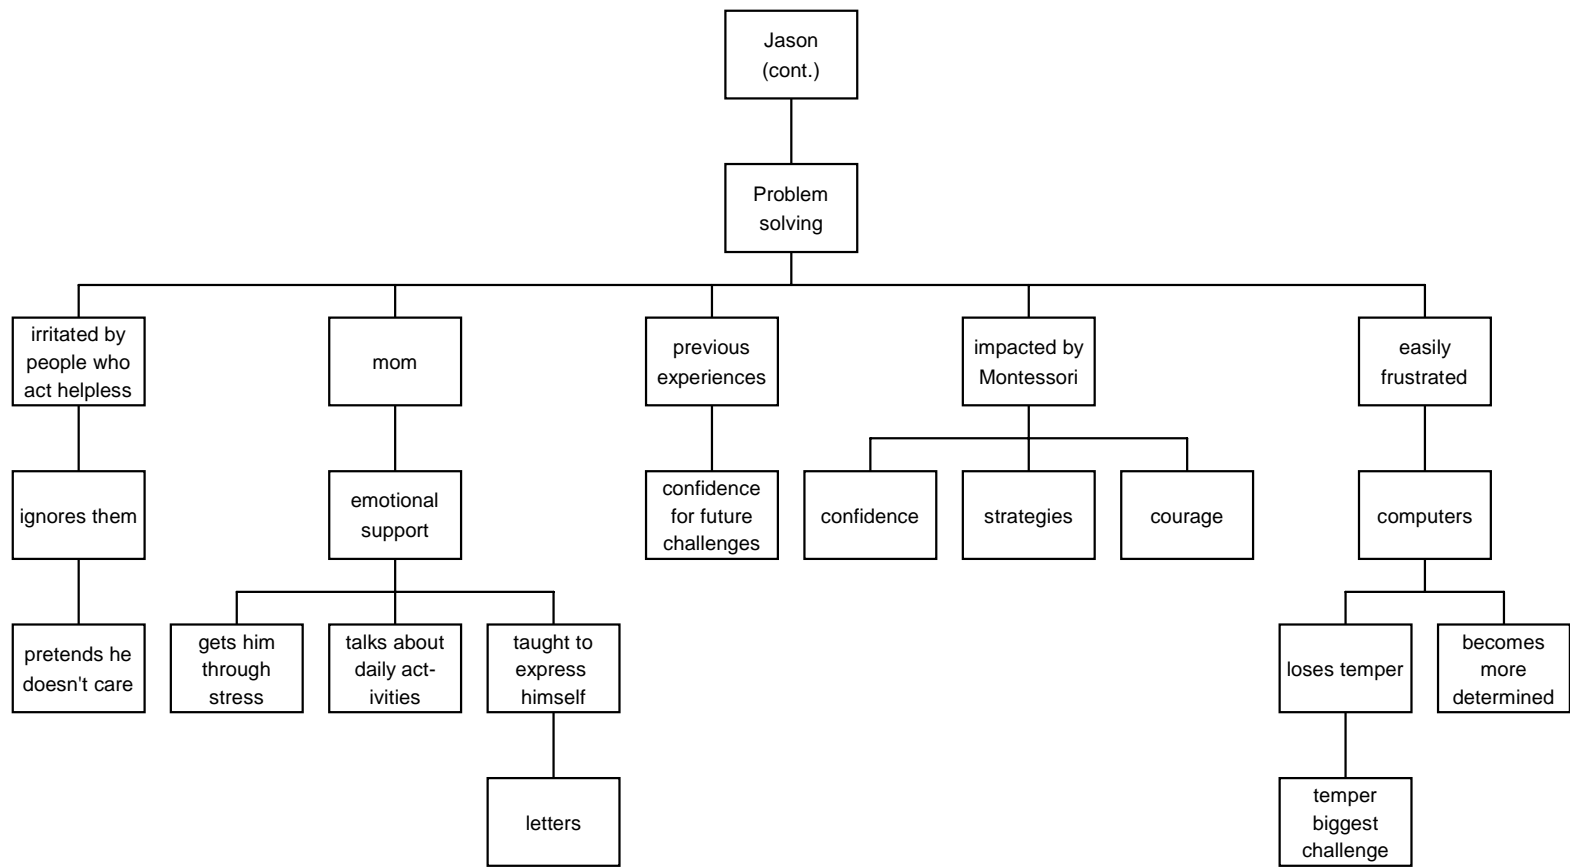 Jason
(cont.)
Problem
solving
irritated by
people who
act helpless
mom
previous
experiences
impacted by
Montessori
easily
frustrated
ignores them
emotional
support
confidence
for future
challenges
confidence
strategies
courage
computers
pretends he
doesn't care
gets him
through
stress
talks about
daily act-
ivities
taught to
express
himself
loses temper
becomes
more
determined
letters
temper
biggest
challenge